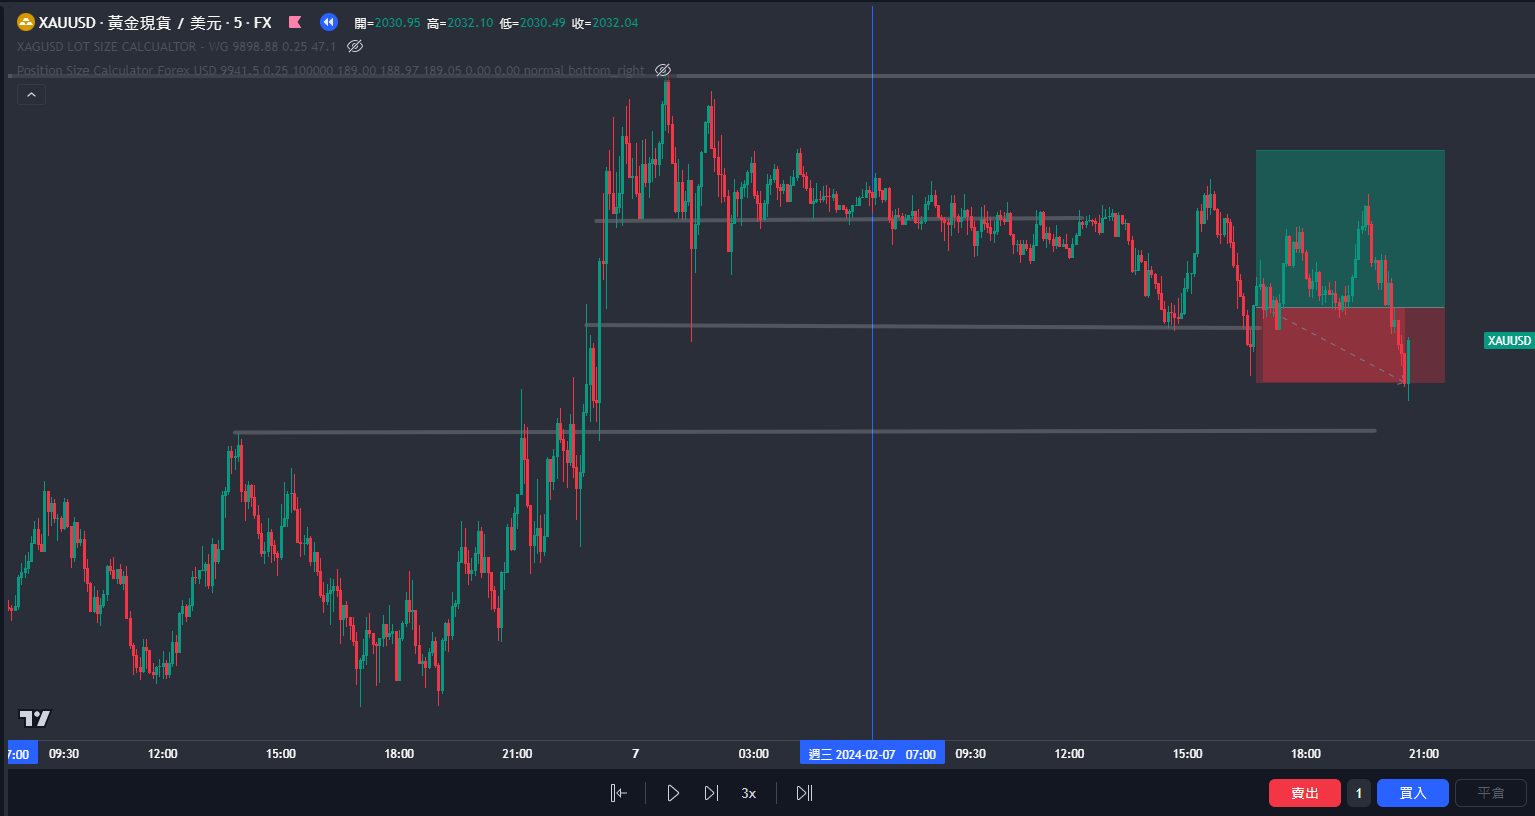 XAUUSD · 黃金現貨 / 美元 · 5 · FX 開=2030.95 高=2032.10 低=2030.49 收=2032.04
XAGUSD LOT SIZE CALCUALTOR - WG 9898.88 0.25 47.1
Position Size Calculator Forex USD 9941.5 0.25 100000 189.00 188.97 189.05 0.00 0.00 normal bottom_right
XAUUSD
7:00 09:30 12:00 15:00 18:00 21:00 7 03:00 週三 2024-02-07 07:00 09:30 12:00 15:00 18:00 21:00
3x 賣出 1 買入 平倉